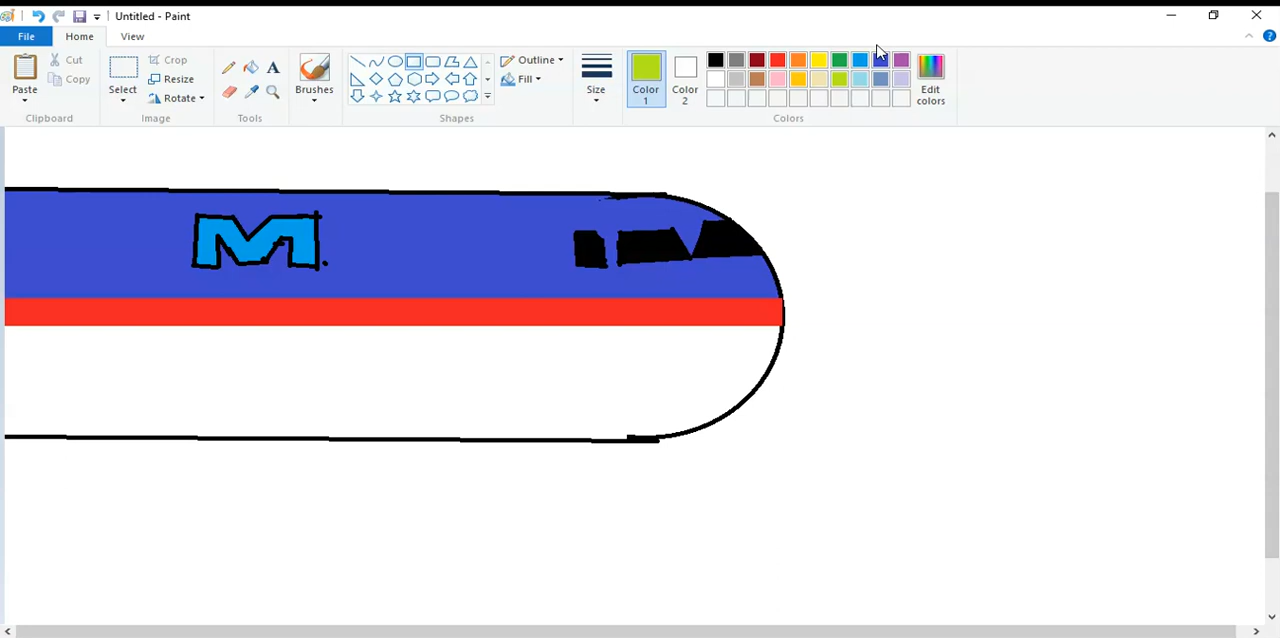 Untitled - Paint
File Home View
Paste Cut Copy Clipboard
Select Crop Resize Rotate Image
Tools
Brushes
Outline Fill Shapes
Size
Color 1
Color 2
Edit colors
Colors
M.